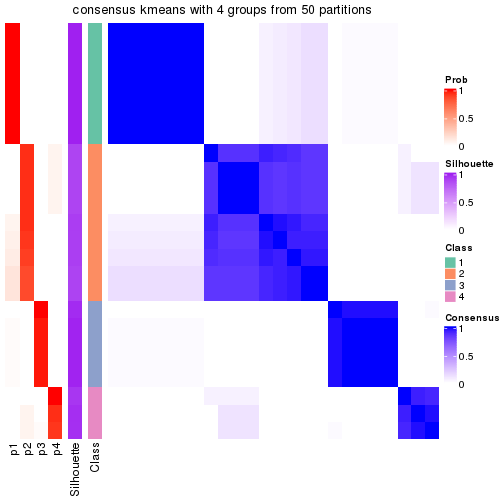 consensus kmeans with 4 groups from 50 partitions
Prob
1
0.5
0
Silhouette
1
0.5
0
Class
1
2
3
4
Consensus
1
0.5
0
p1
p2
p3
p4
Silhouette
Class